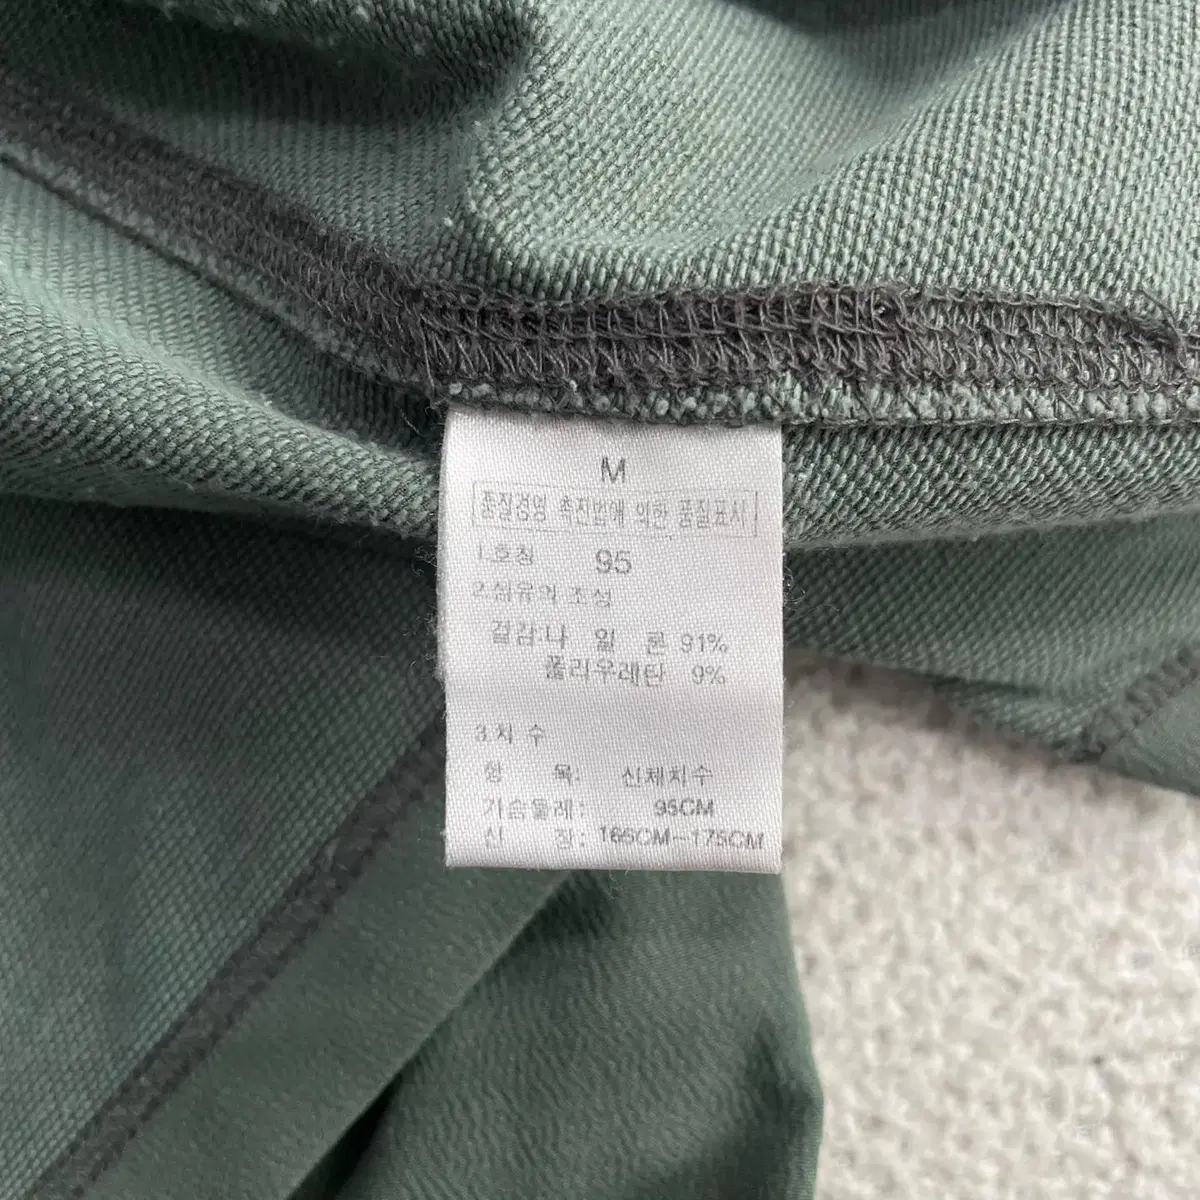 M
품질경영 촉진법에 의한 품질표시
1.호칭 95
2.섬유의 조성
겉감:나 일 론 91%
폴리우레탄 9%
3.치 수
항 목: 신체치수
가슴둘레: 95CM
신 장: 165CM~175CM